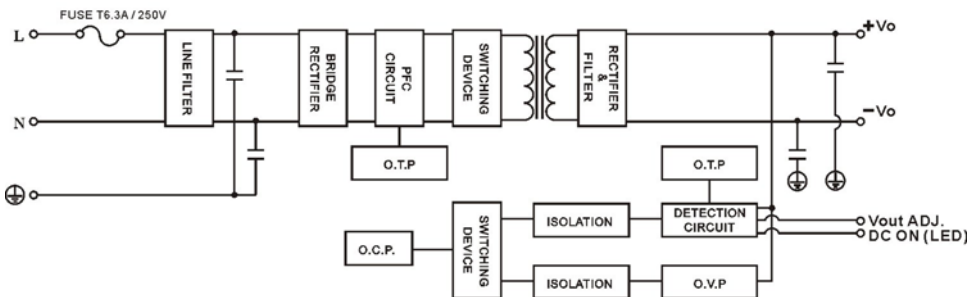 FUSE T6.3A / 250V
L
N
LINE FILTER
BRIDGE
RECTIFIER
PFC
CIRCUIT
SWITCHING
DEVICE
RECTIFIER
&
FILTER
+Vo
−Vo
O.T.P
O.T.P
SWITCHING
DEVICE
ISOLATION
DETECTION
CIRCUIT
Vout ADJ.
DC ON (LED)
O.C.P.
ISOLATION
O.V.P